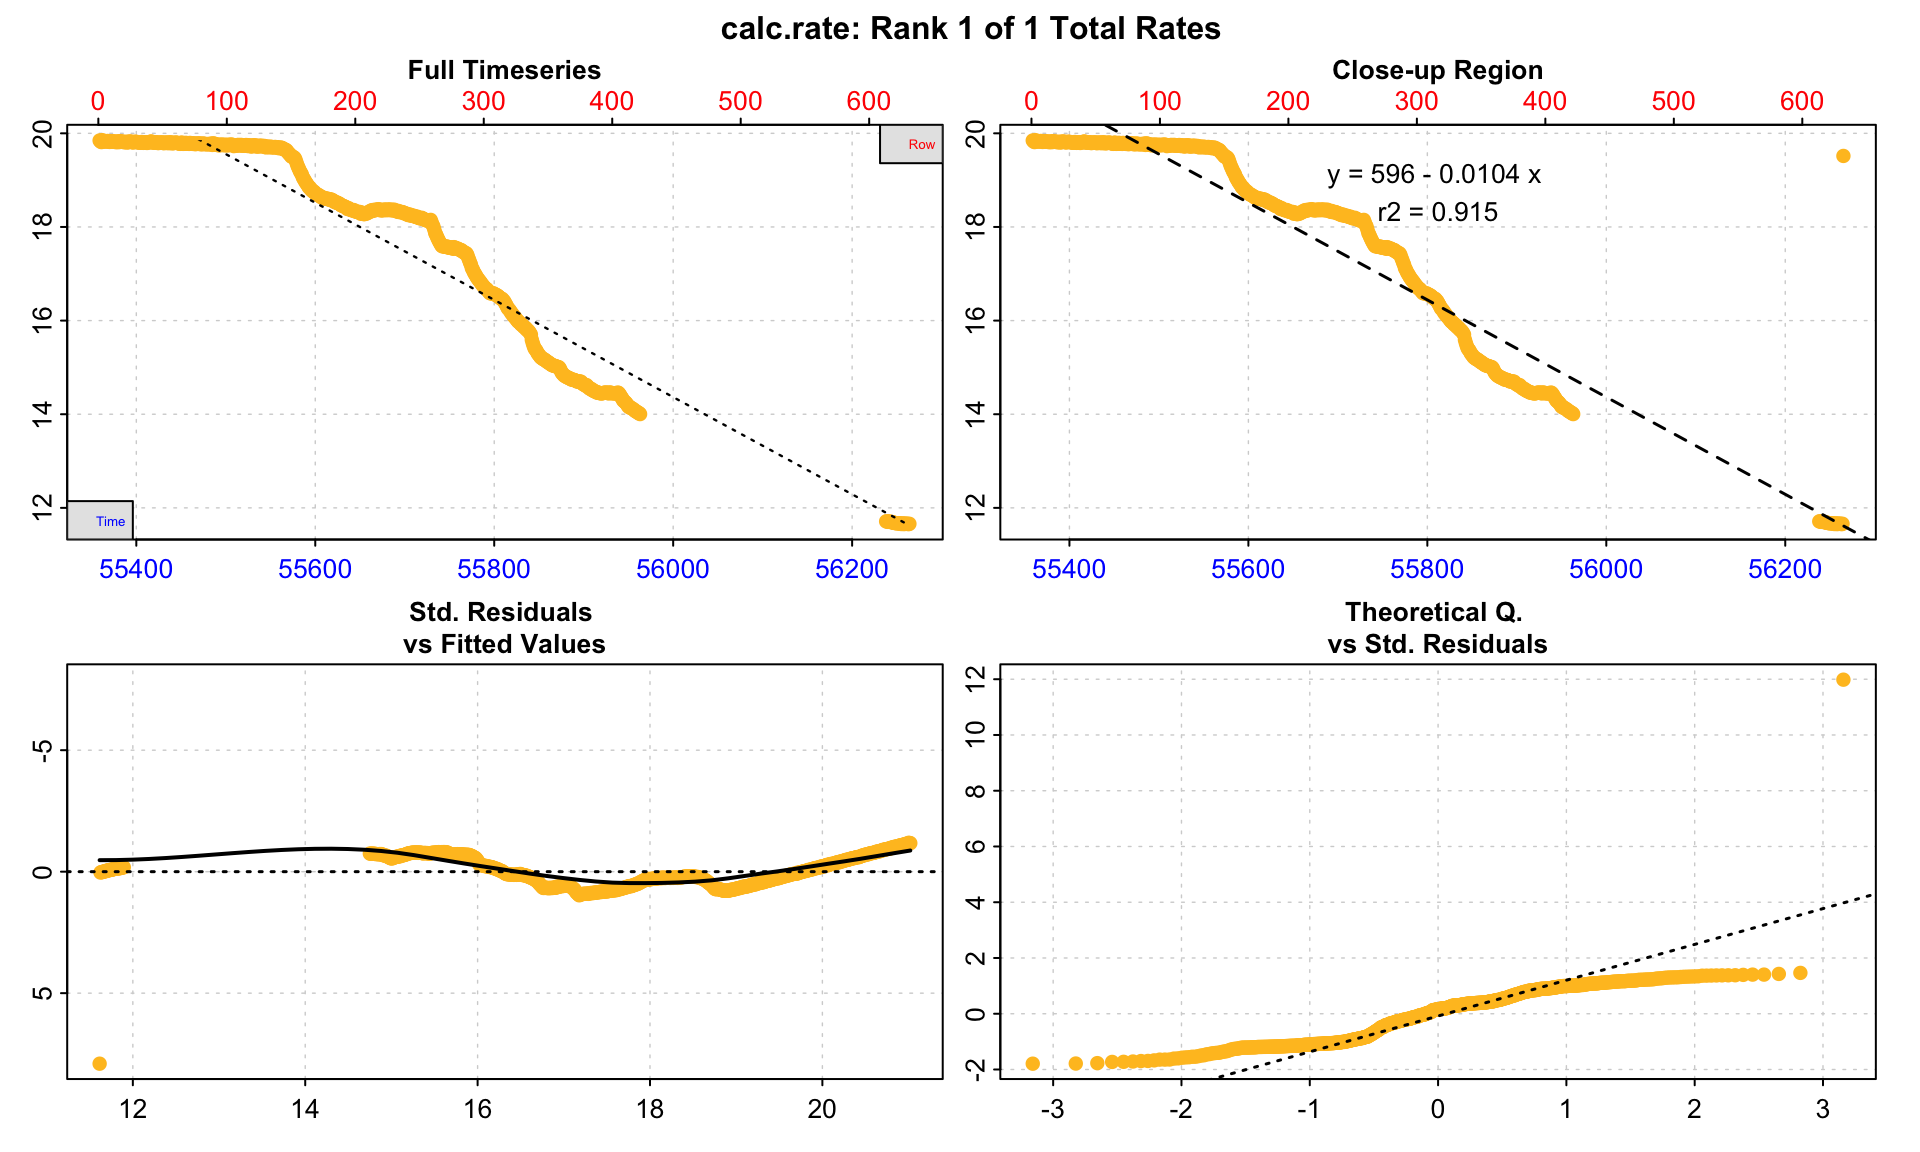 calc.rate: Rank 1 of 1 Total Rates
Full Timeseries
0 100 200 300 400 500 600
Row
20
18
16
14
12
Time
55400 55600 55800 56000 56200
Close-up Region
0 100 200 300 400 500 600
y = 596 - 0.0104 x
r2 = 0.915
20
18
16
14
12
55400 55600 55800 56000 56200
Std. Residuals
vs Fitted Values
-5
0
5
12 14 16 18 20
Theoretical Q.
vs Std. Residuals
12
10
8
6
4
2
0
-2
-3 -2 -1 0 1 2 3